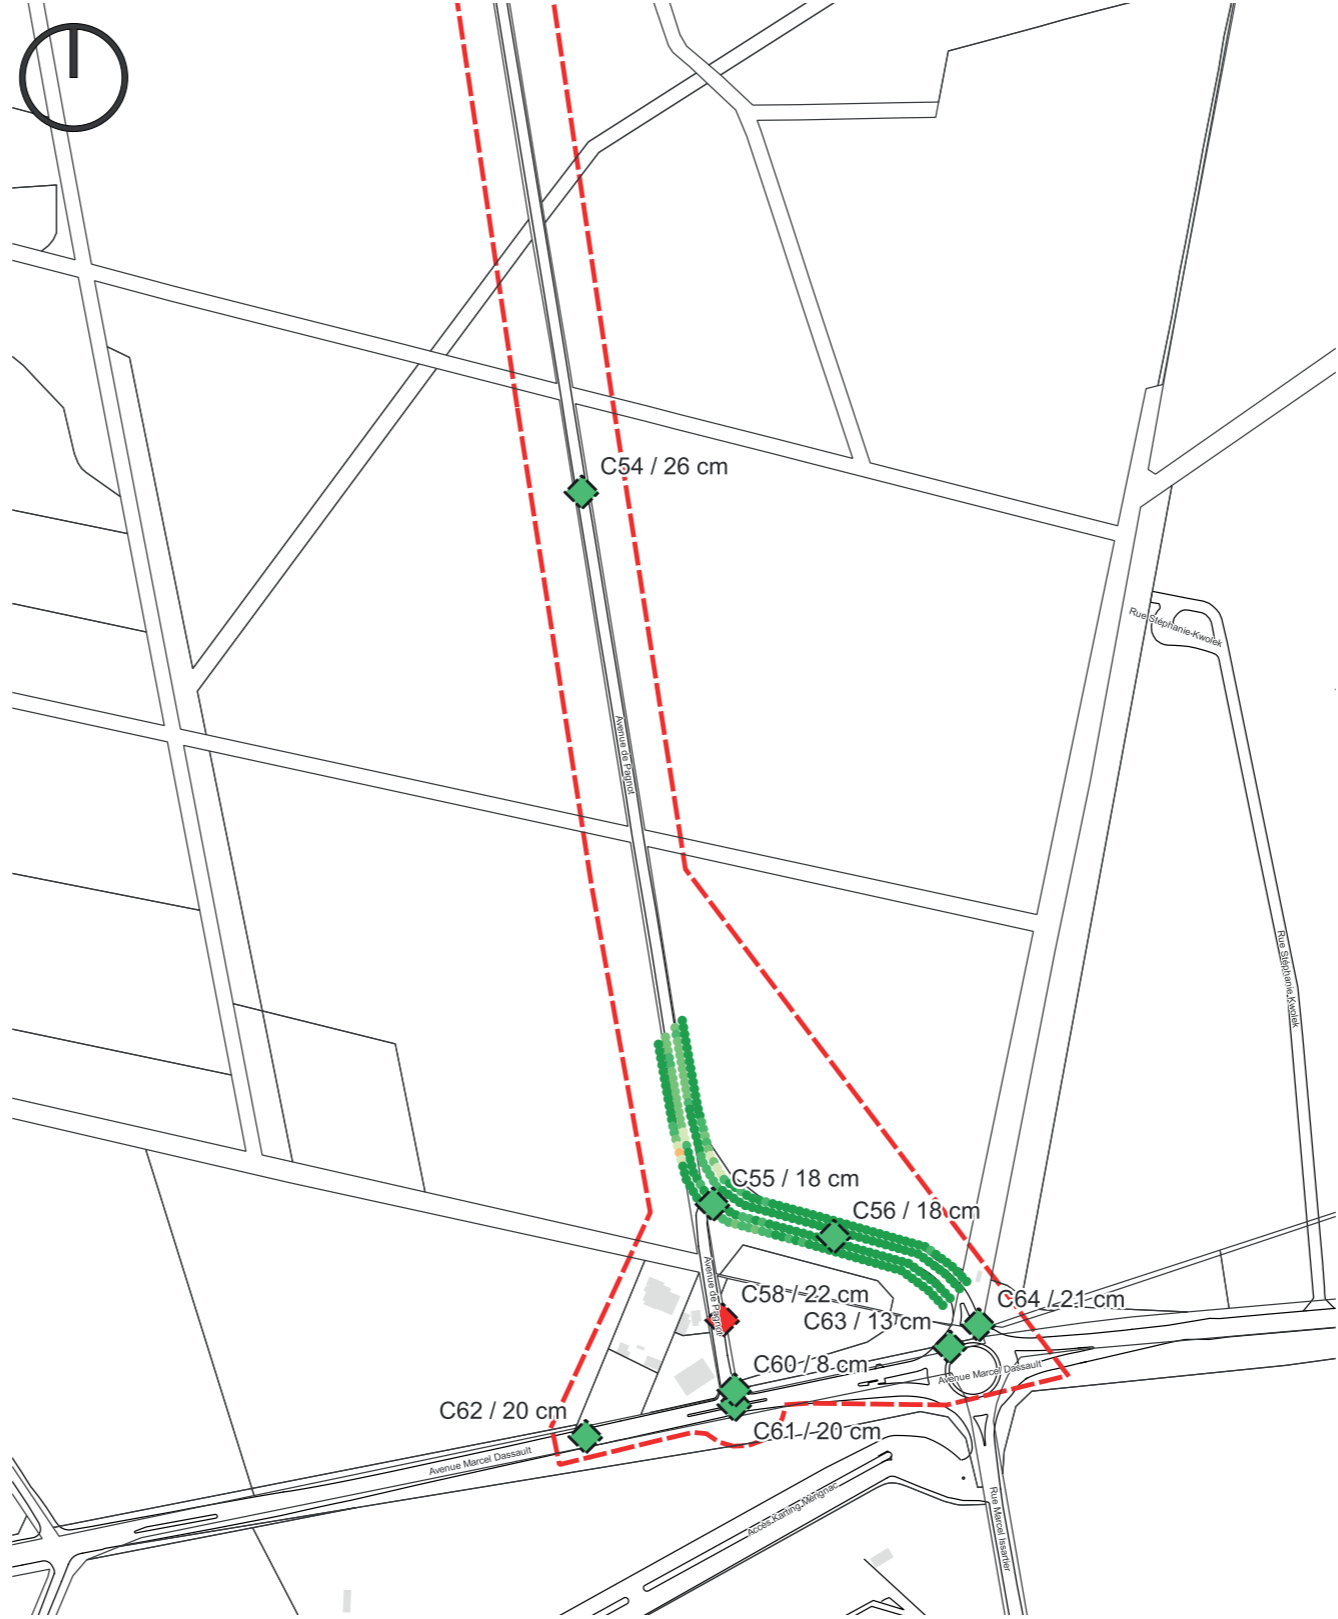 C54 / 26 cm
Rue Stéphanie-Kwolek
Avenue de Pagnot
Rue Stéphanie Kwolek
C55 / 18 cm
C56 / 18 cm
Avenue de Pagnot
C58 / 22 cm
C64 / 21 cm
C63 / 13 cm
C60 / 8 cm
Avenue Marcel Dassault
C62 / 20 cm
C61 / 20 cm
Avenue Marcel Dassault
Accès Karting Mérignac
Rue Marcel Issartier